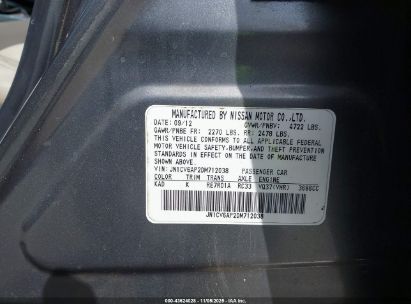 MANUFACTURED BY NISSAN MOTOR CO.,LTD.
DATE: 09/12 GVWR/PNBV: 4722 LBS.
GAWR/PNBE FR: 2270 LBS. RR: 2478 LBS.
THIS VEHICLE CONFORMS TO ALL APPLICABLE FEDERAL
MOTOR VEHICLE SAFETY-BUMPER, AND THEFT PREVENTION
STANDARDS IN EFFECT ON THE DATE OF MANUFACTURE
SHOWN ABOVE.
VIN: JN1CV6AP2DM712038 PASSENGER CAR
COLOR TRIM TRANS AXLE ENGINE
KAD K RE7R01A RC33 VQ37(VHR) 3696CC
JN1CV6AP2DM712038